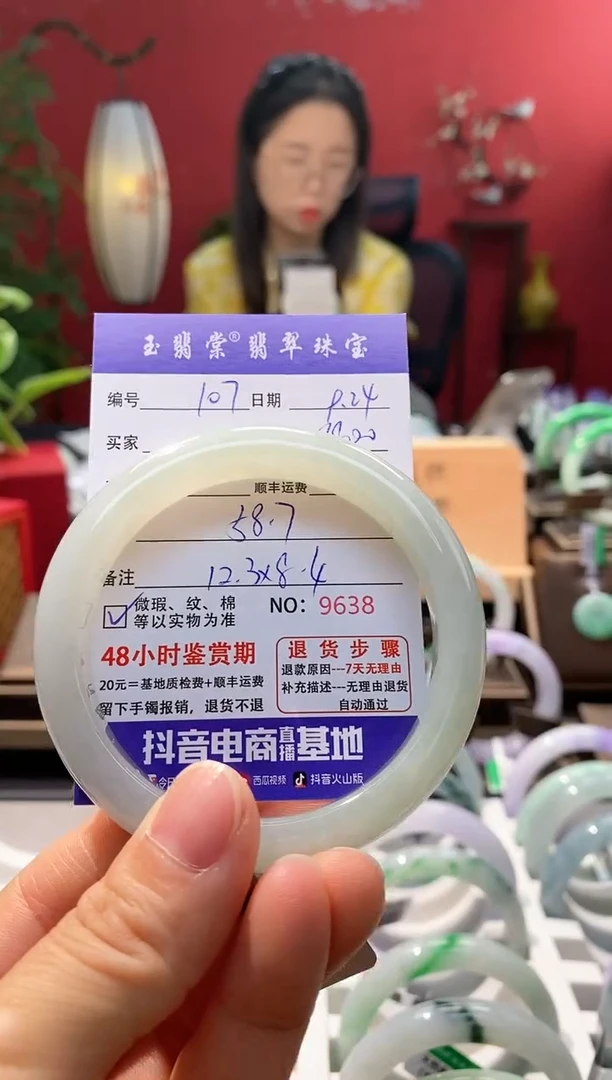 玉翡棠®翡翠珠宝
编号 107 日期 9.24
买家
顺丰运费
58.7
备注 12.3x8.4
微瑕、纹、棉 NO：9638
等以实物为准
48小时鉴赏期
20元＝基地质检费+顺丰运费
留下手镯报销，退货不退
退货步骤
退款原因---7天无理由
补充描述---无理由退货
自动通过
抖音电商直播基地
今日
西瓜视频
抖音火山版